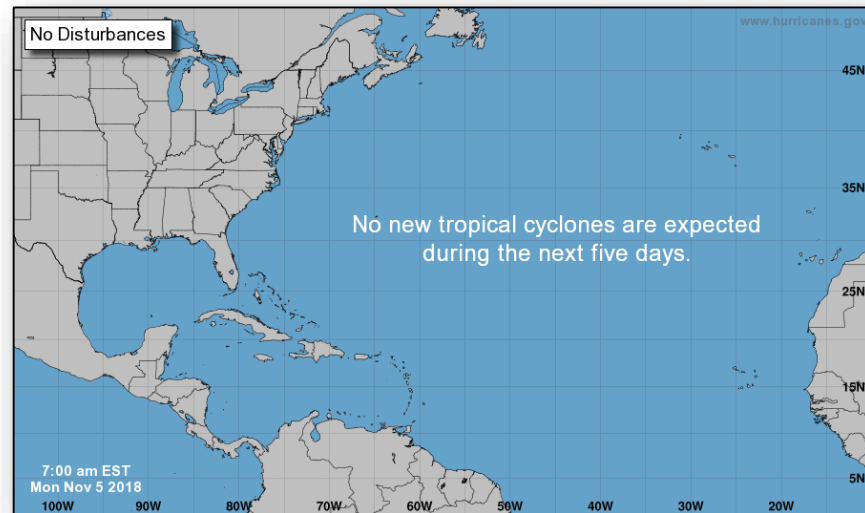 No Disturbances
www.hurricanes.gov
45N
35N
No new tropical cyclones are expected
during the next five days.
25N
15N
7:00 am EST
Mon Nov 5 2018
5N
100W 90W 80W 70W 60W 50W 40W 30W 20W